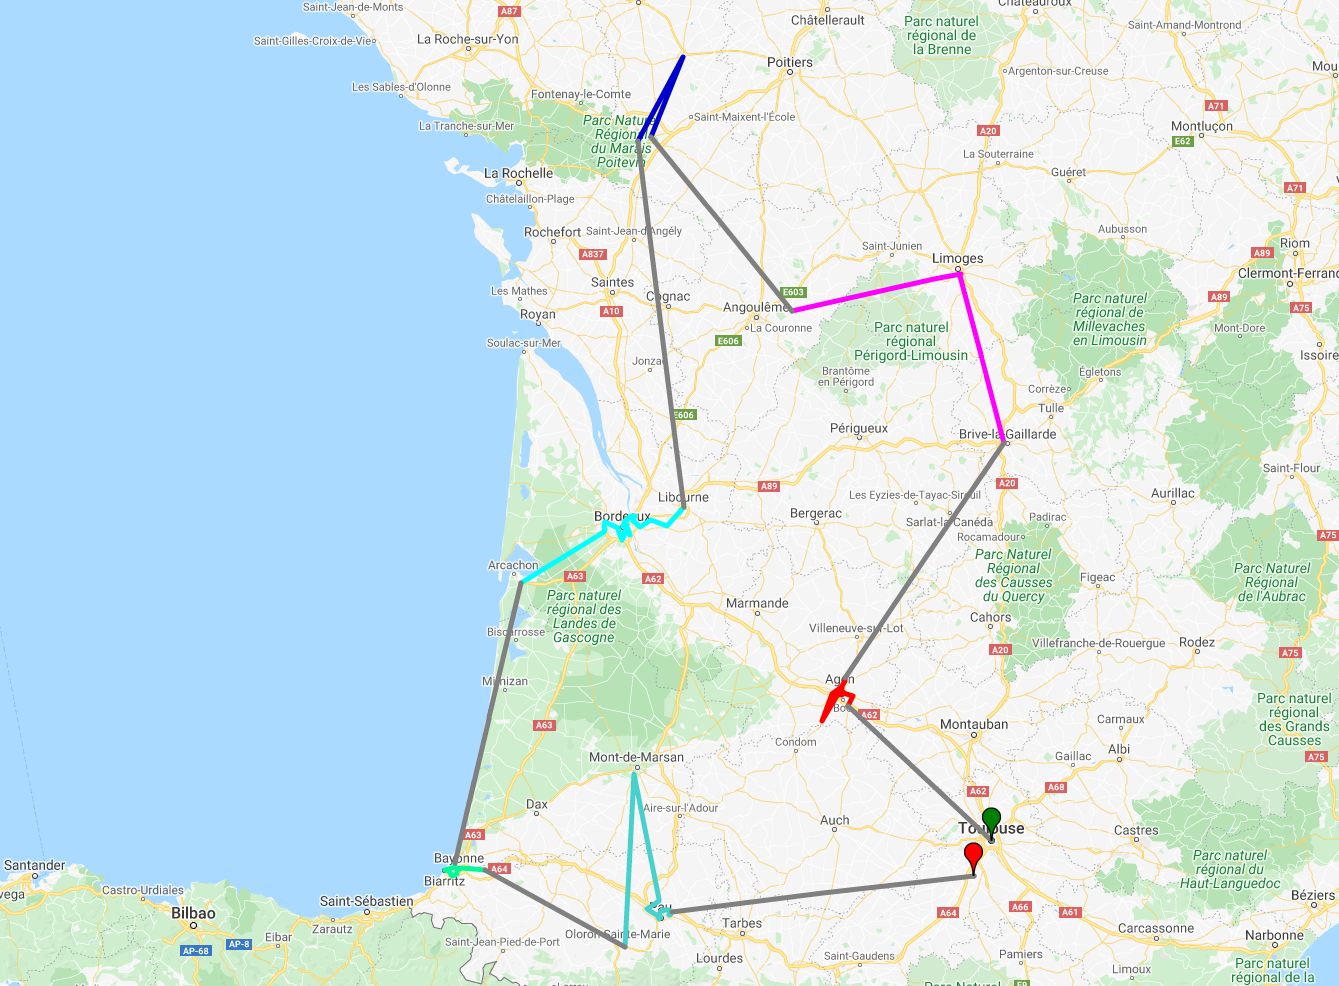 Saint-Jean-de-Monts
A87
Châtellerault
Châteauroux
Saint-Amand-Montrond
La Roche-sur-Yon
Saint-Gilles-Croix-de-Vie
Parc naturel
régional de
la Brenne
Poitiers
Argenton-sur-Creuse
Les Sables-d'Olonne
Fontenay-le-Comte
A71
Saint-Maixent-l'École
La Tranche-sur-Mer
Montluçon
A20
E62
La Souterraine
Guéret
La Rochelle
A71
Châtelaillon-Plage
Rochefort
Saint-Jean-d'Angély
Aubusson
Saint-Junien
Riom
A837
Limoges
A89
Clermont-Ferrand
Saintes
Les Mathes
Cognac
E603
A89
A75
Angoulême
A10
Royan
La Couronne
Parc naturel
régional de
Millevaches
en Limousin
Mont-Dore
Parc naturel
régional
Périgord-Limousin
E606
Soulac-sur-Mer
Issoire
Brantôme
en Périgord
Égletons
Corrèze
Tulle
E606
Périgueux
Brive-la-Gaillarde
Saint-Flour
A89
A20
Libourne
Les Eyzies-de-Tayac-Sireuil
Aurillac
Bordeaux
Bergerac
Sarlat-la-Canéda
Padirac
Rocamadour
A75
Arcachon
A63
A62
Parc Naturel
Régional
des Causses
du Quercy
Figeac
Parc Naturel
Régional
de l'Aubrac
Parc naturel
régional des
Landes de
Gascogne
Marmande
Cahors
Biscarrosse
Villeneuve-sur-Lot
Villefranche-de-Rouergue
Rodez
A20
A75
Mimizan
Agen
Parc naturel
régional
des Grands
Causses
A62
A63
Montauban
Carmaux
Condom
Gaillac
Albi
A75
Mont-de-Marsan
A62
A68
Dax
Aire-sur-l'Adour
Auch
Toulouse
Castres
A63
Bayonne
A64
Biarritz
Santander
Parc naturel
régional du
Haut-Languedoc
Castro-Urdiales
Saint-Sébastien
Béziers
Bilbao
Pau
A64
A66
A61
Tarbes
Zarautz
Eibar
AP-8
AP-68
Oloron-Sainte-Marie
Carcassonne
Narbonne
Saint-Jean-Pied-de-Port
Lourdes
Saint-Gaudens
Pamiers
Limoux
Parc naturel
régional de la